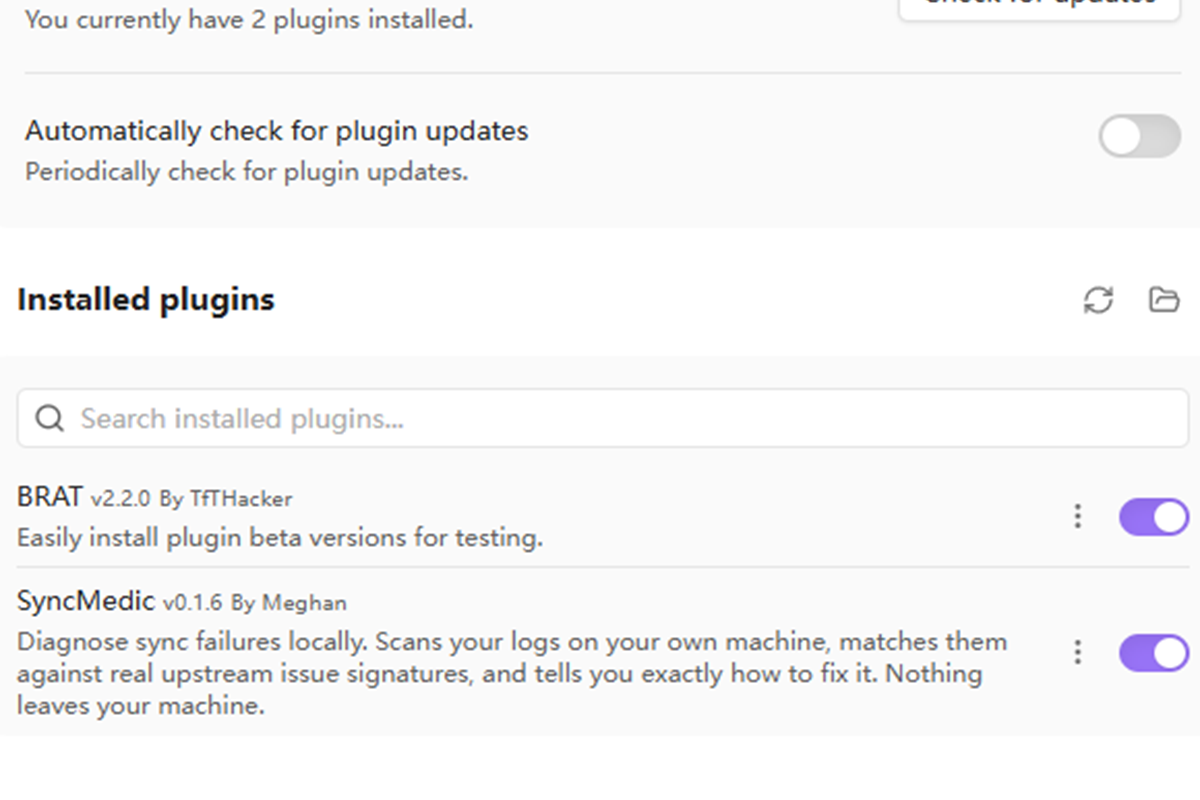 You currently have 2 plugins installed.
Check for updates
Automatically check for plugin updates
Periodically check for plugin updates.
Installed plugins
Search installed plugins...
BRAT v2.2.0 By TfTHacker
Easily install plugin beta versions for testing.
SyncMedic v0.1.6 By Meghan
Diagnose sync failures locally. Scans your logs on your own machine, matches them
against real upstream issue signatures, and tells you exactly how to fix it. Nothing
leaves your machine.